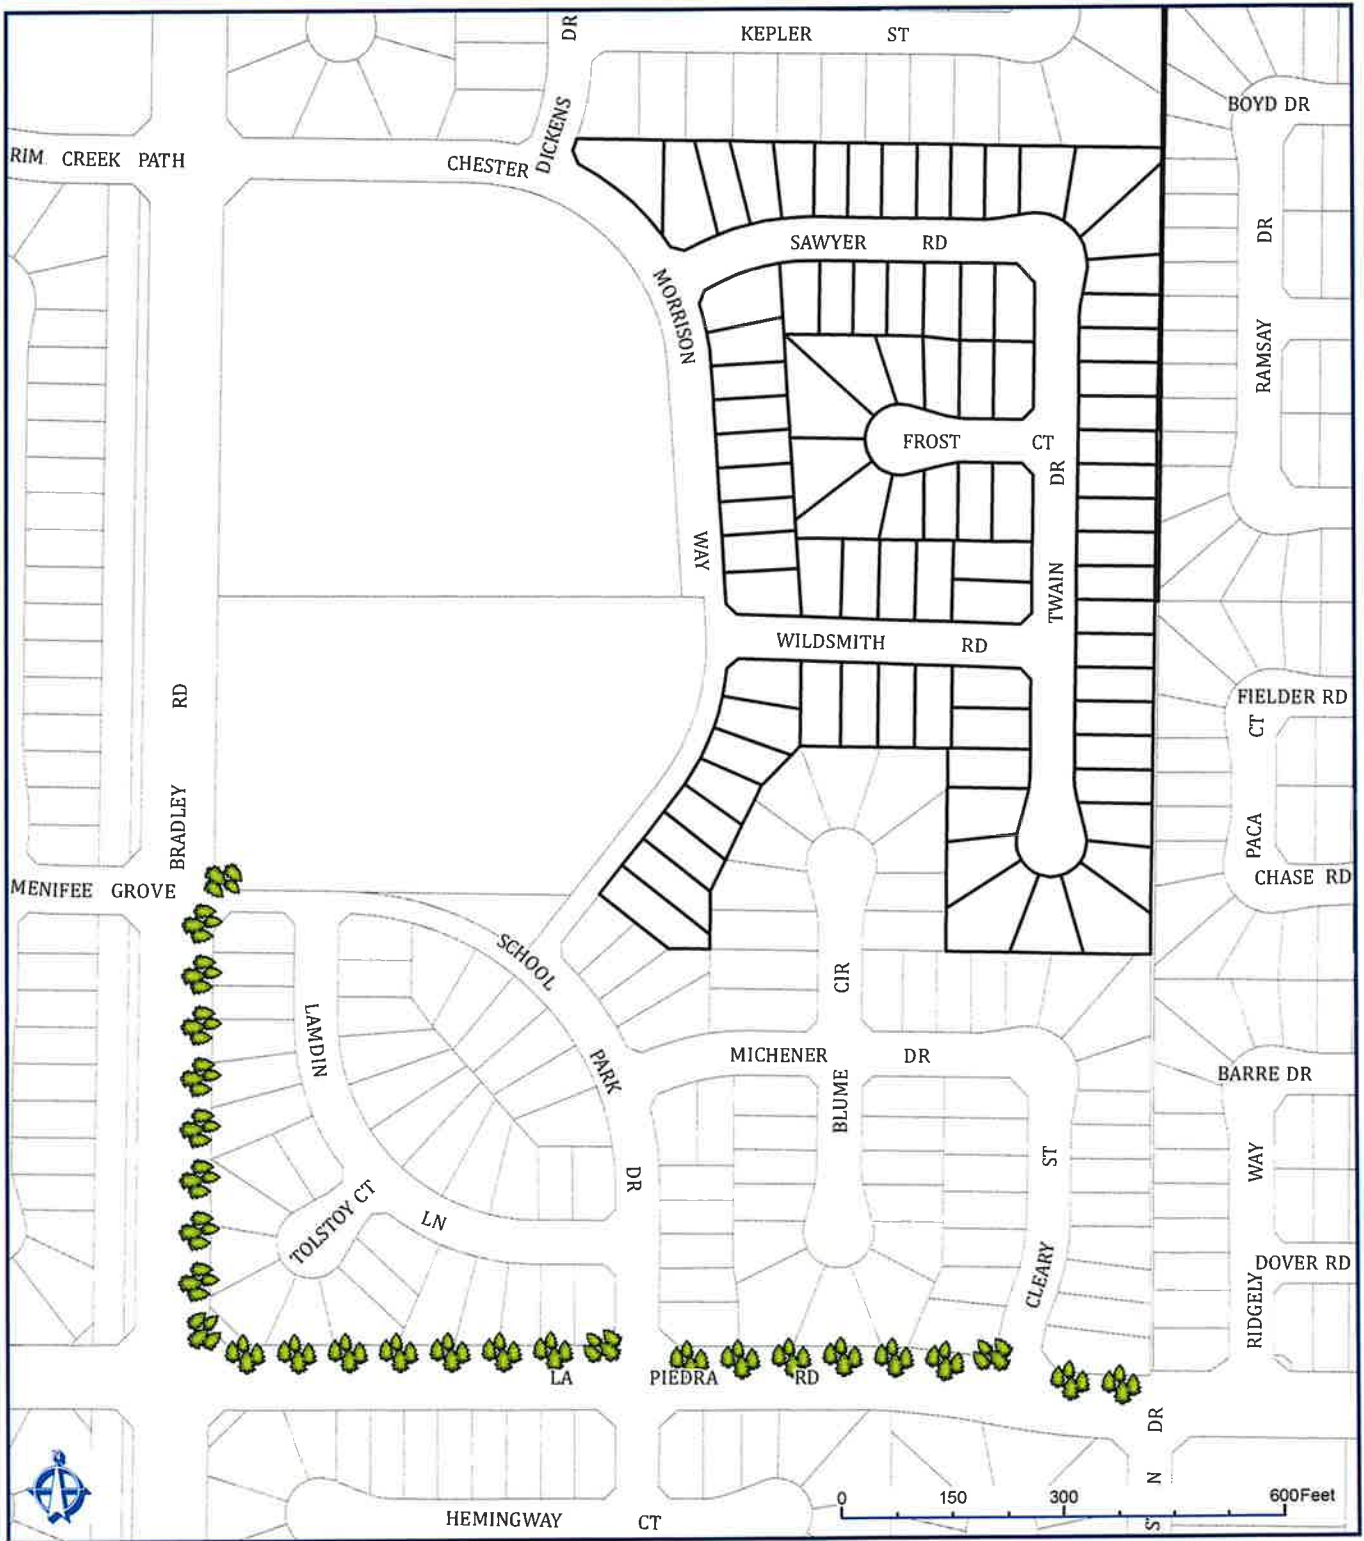 KEPLER ST
DR
BOYD DR
RIM CREEK PATH
CHESTER
DICKENS
SAWYER RD
DR
MORRISON
RAMSAY
FROST CT
DR
WAY
TWAIN
WILDSMITH RD
RD
FIELDER RD
CT
BRADLEY
PACA
MENIFEE GROVE
CHASE RD
SCHOOL
CIR
LAMDIN
MICHENER DR
PARK
BARRE DR
BLUME
ST
WAY
DR
TOLSTOY CT
LN
DOVER RD
CLEARY
RIDGELY
LA PIEDRA RD
DR
N
0 150 300 600Feet
HEMINGWAY CT
S